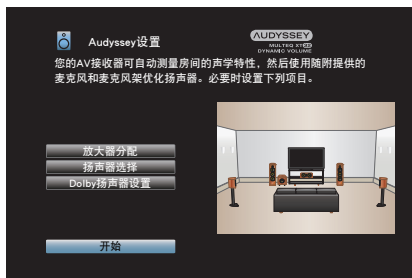 Audyssey设置
AUDYSSEY
MULTEQ XT32
DYNAMIC VOLUME
您的AV接收器可自动测量房间的声学特性，然后使用随附提供的
麦克风和麦克风架优化扬声器。必要时设置下列项目。
放大器分配
扬声器选择
Dolby扬声器设置
开始